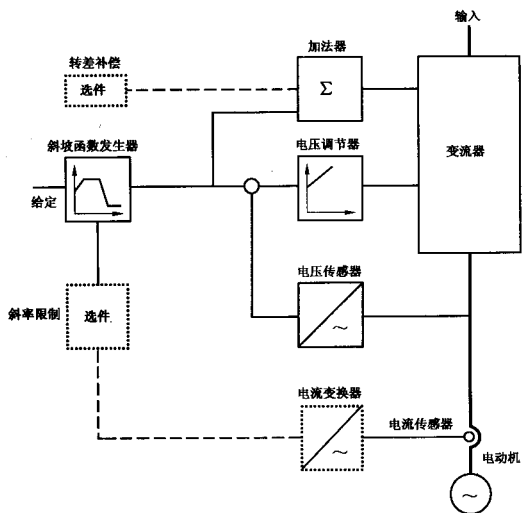 输入
加法器
转差补偿
选件
Σ
斜坡函数发生器
电压调节器
变流器
给定
电压传感器
斜率限制
选件
~
电流变换器
电流传感器
~
电动机
~